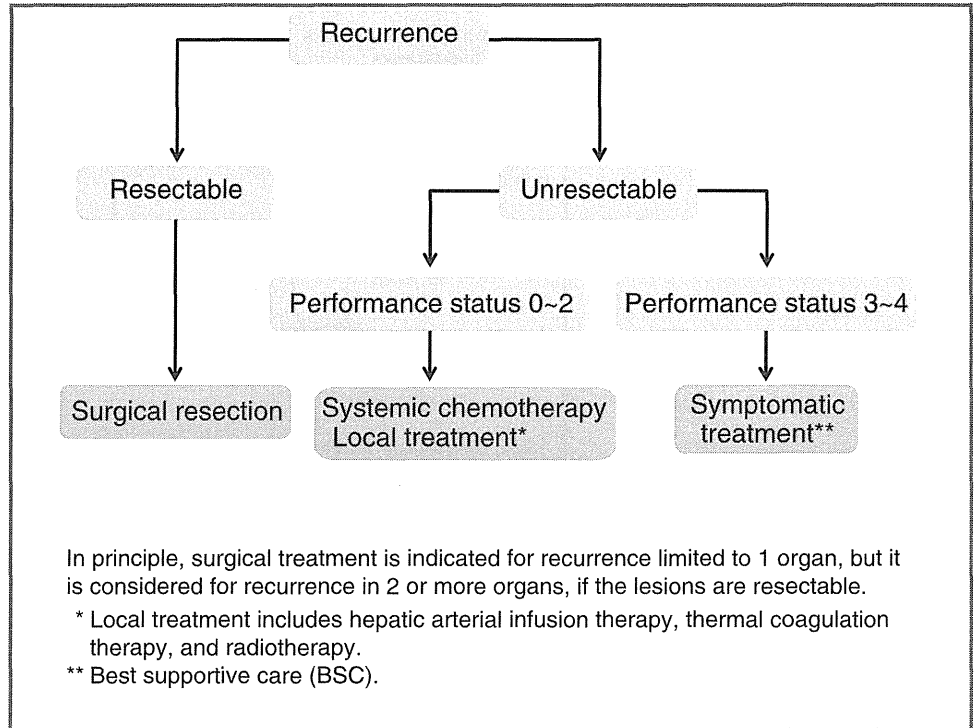 Recurrence
Resectable
Unresectable
Performance status 0~2
Performance status 3~4
Surgical resection
Systemic chemotherapy
Local treatment*
Symptomatic
treatment**
In principle, surgical treatment is indicated for recurrence limited to 1 organ, but it
is considered for recurrence in 2 or more organs, if the lesions are resectable.
* Local treatment includes hepatic arterial infusion therapy, thermal coagulation
therapy, and radiotherapy.
** Best supportive care (BSC).